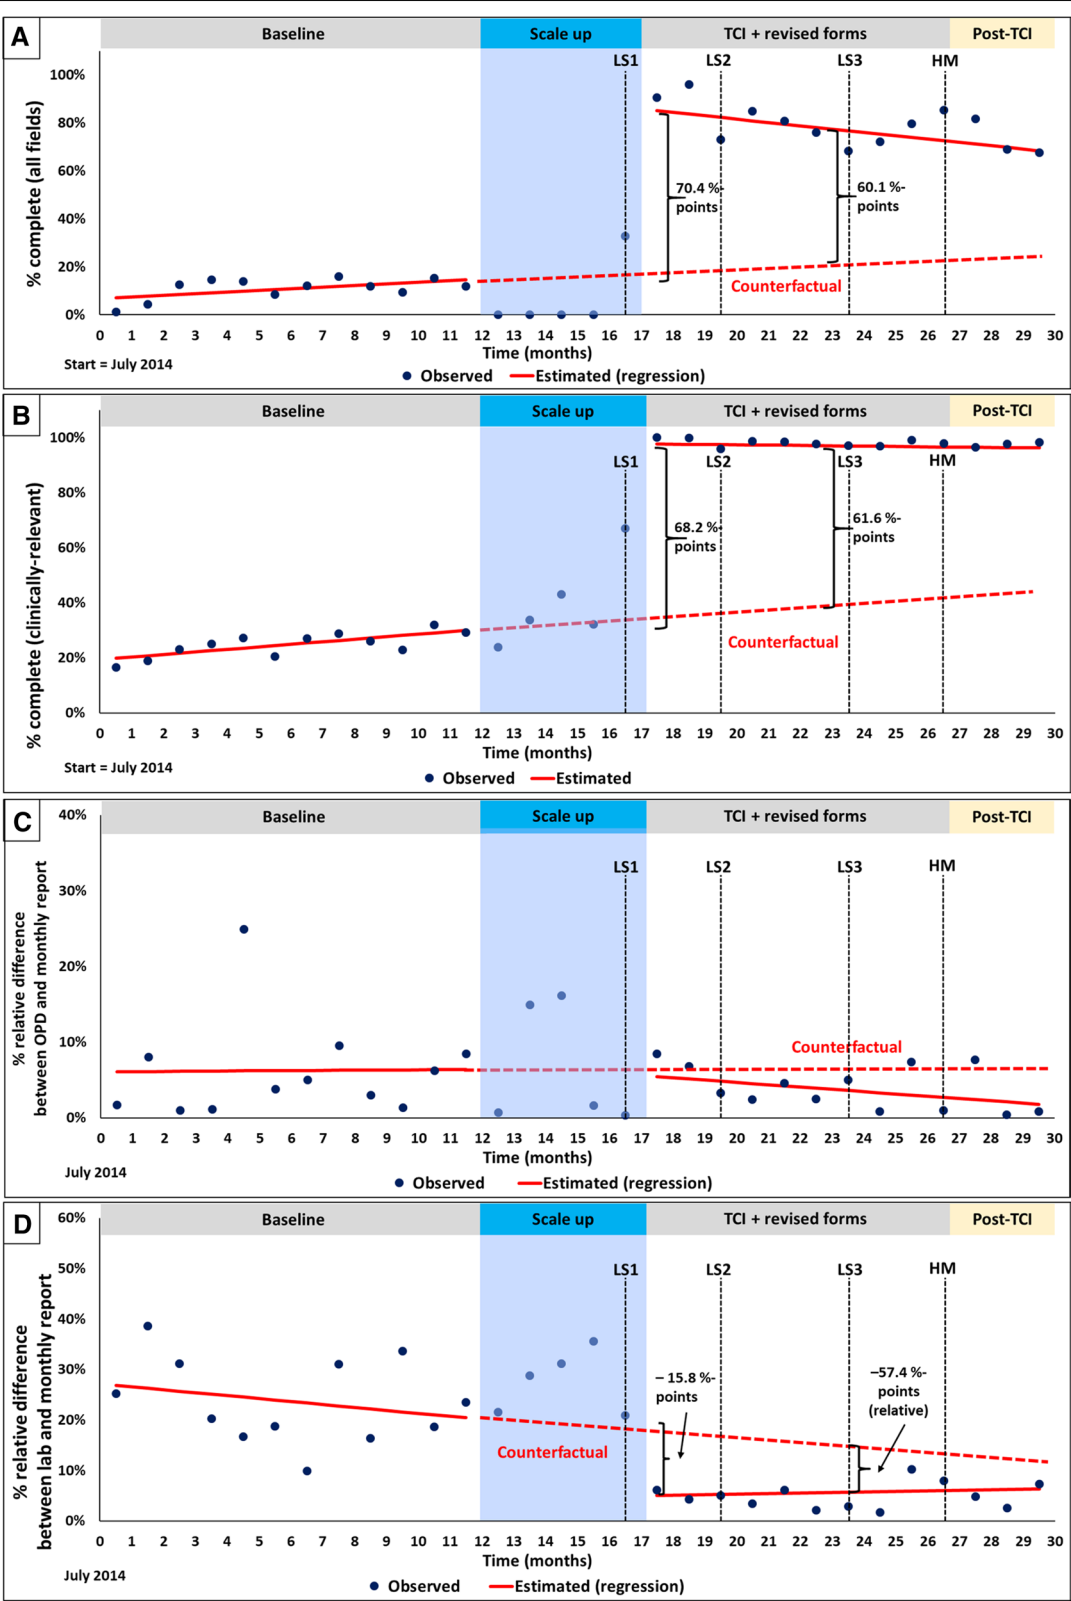 A
Baseline
Scale up
TCI + revised forms
Post-TCI
LS1
LS2
LS3
HM
100%
80%
60%
40%
20%
0%
% complete (all fields)
70.4 %-
points
60.1 %-
points
Counterfactual
0 1 2 3 4 5 6 7 8 9 10 11 12 13 14 15 16 17 18 19 20 21 22 23 24 25 26 27 28 29 30
Time (months)
Start = July 2014
Observed
Estimated (regression)
B
Baseline
Scale up
TCI + revised forms
Post-TCI
100%
80%
60%
40%
20%
0%
% complete (clinically-relevant)
LS1
LS2
LS3
HM
68.2 %-
points
61.6 %-
points
Counterfactual
0 1 2 3 4 5 6 7 8 9 10 11 12 13 14 15 16 17 18 19 20 21 22 23 24 25 26 27 28 29 30
Time (months)
Start = July 2014
Observed
Estimated
C
Baseline
Scale up
TCI + revised forms
Post-TCI
40%
30%
20%
10%
0%
% relative difference
between OPD and monthly report
LS1
LS2
LS3
HM
Counterfactual
0 1 2 3 4 5 6 7 8 9 10 11 12 13 14 15 16 17 18 19 20 21 22 23 24 25 26 27 28 29 30
Time (months)
July 2014
Observed
Estimated (regression)
D
Baseline
Scale up
TCI + revised forms
Post-TCI
60%
50%
40%
30%
20%
10%
0%
% relative difference
between lab and monthly report
LS1
LS2
LS3
HM
– 15.8 %-
points
–57.4 %-
points
(relative)
Counterfactual
0 1 2 3 4 5 6 7 8 9 10 11 12 13 14 15 16 17 18 19 20 21 22 23 24 25 26 27 28 29 30
Time (months)
July 2014
Observed
Estimated (regression)